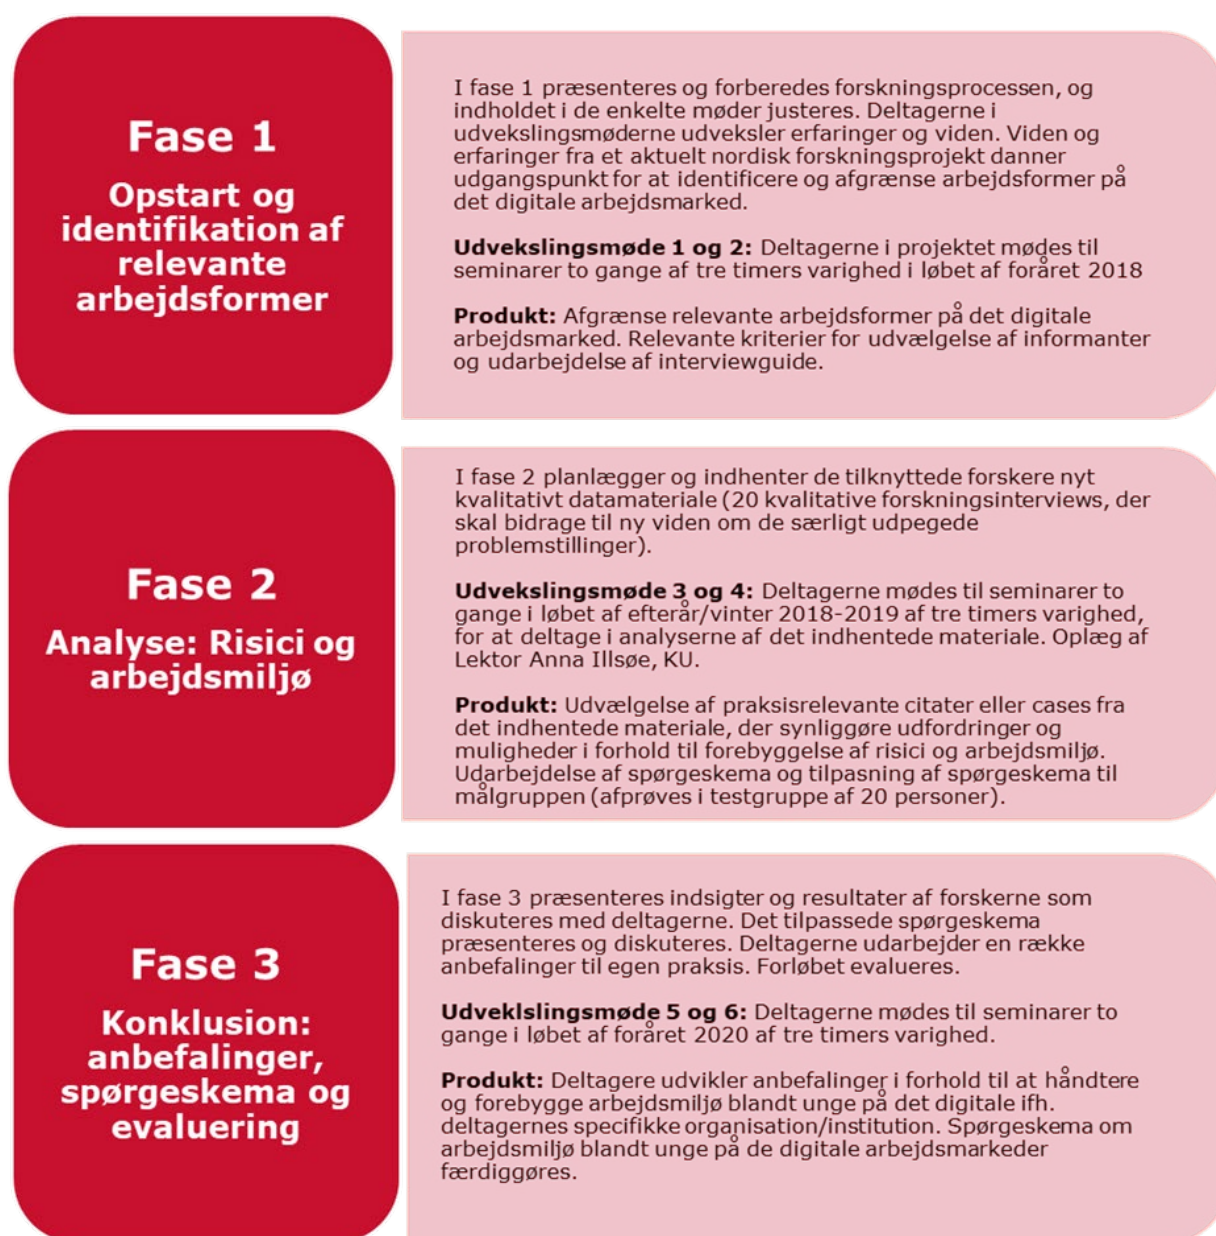 Fase 1
Opstart og
identifikation af
relevante
arbejdsformer
I fase 1 præsenteres og forberedes forskningsprocessen, og
indholdet i de enkelte møder justeres. Deltagerne i
udvekslingsmøderne udveksler erfaringer og viden. Viden og
erfaringer fra et aktuelt nordisk forskningsprojekt danner
udgangspunkt for at identificere og afgrænse arbejdsformer på
det digitale arbejdsmarked.
Udvekslingsmøde 1 og 2: Deltagerne i projektet mødes til
seminarer to gange af tre timers varighed i løbet af foråret 2018
Produkt: Afgrænse relevante arbejdsformer på det digitale
arbejdsmarked. Relevante kriterier for udvælgelse af informanter
og udarbejdelse af interviewguide.
Fase 2
Analyse: Risici og
arbejdsmiljø
I fase 2 planlægger og indhenter de tilknyttede forskere nyt
kvalitativt datamateriale (20 kvalitative forskningsinterviews, der
skal bidrage til ny viden om de særligt udpegede
problemstillinger).
Udvekslingsmøde 3 og 4: Deltagerne mødes til seminarer to
gange i løbet af efterår/vinter 2018-2019 af tre timers varighed,
for at deltage i analyserne af det indhentede materiale. Oplæg af
Lektor Anna Illsøe, KU.
Produkt: Udvælgelse af praksisrelevante citater eller cases fra
det indhentede materiale, der synliggøre udfordringer og
muligheder i forhold til forebyggelse af risici og arbejdsmiljø.
Udarbejdelse af spørgeskema og tilpasning af spørgeskema til
målgruppen (afprøves i testgruppe af 20 personer).
Fase 3
Konklusion:
anbefalinger,
spørgeskema og
evaluering
I fase 3 præsenteres indsigter og resultater af forskerne som
diskuteres med deltagerne. Det tilpassede spørgeskema
præsenteres og diskuteres. Deltagerne udarbejder en række
anbefalinger til egen praksis. Forløbet evalueres.
Udveklslingsmøde 5 og 6: Deltagerne mødes til seminarer to
gange i løbet af foråret 2020 af tre timers varighed.
Produkt: Deltagere udvikler anbefalinger i forhold til at håndtere
og forebygge arbejdsmiljø blandt unge på det digitale ifh.
deltagernes specifikke organisation/institution. Spørgeskema om
arbejdsmiljø blandt unge på de digitale arbejdsmarkeder
færdiggøres.